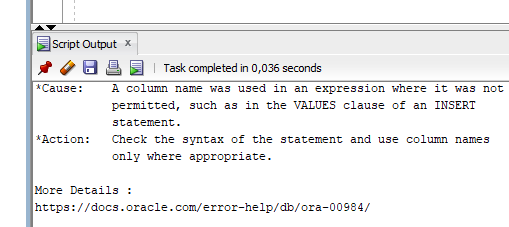 Script Output x
Task completed in 0,036 seconds
*Cause: A column name was used in an expression where it was not
permitted, such as in the VALUES clause of an INSERT
statement.
*Action: Check the syntax of the statement and use column names
only where appropriate.
More Details :
https://docs.oracle.com/error-help/db/ora-00984/